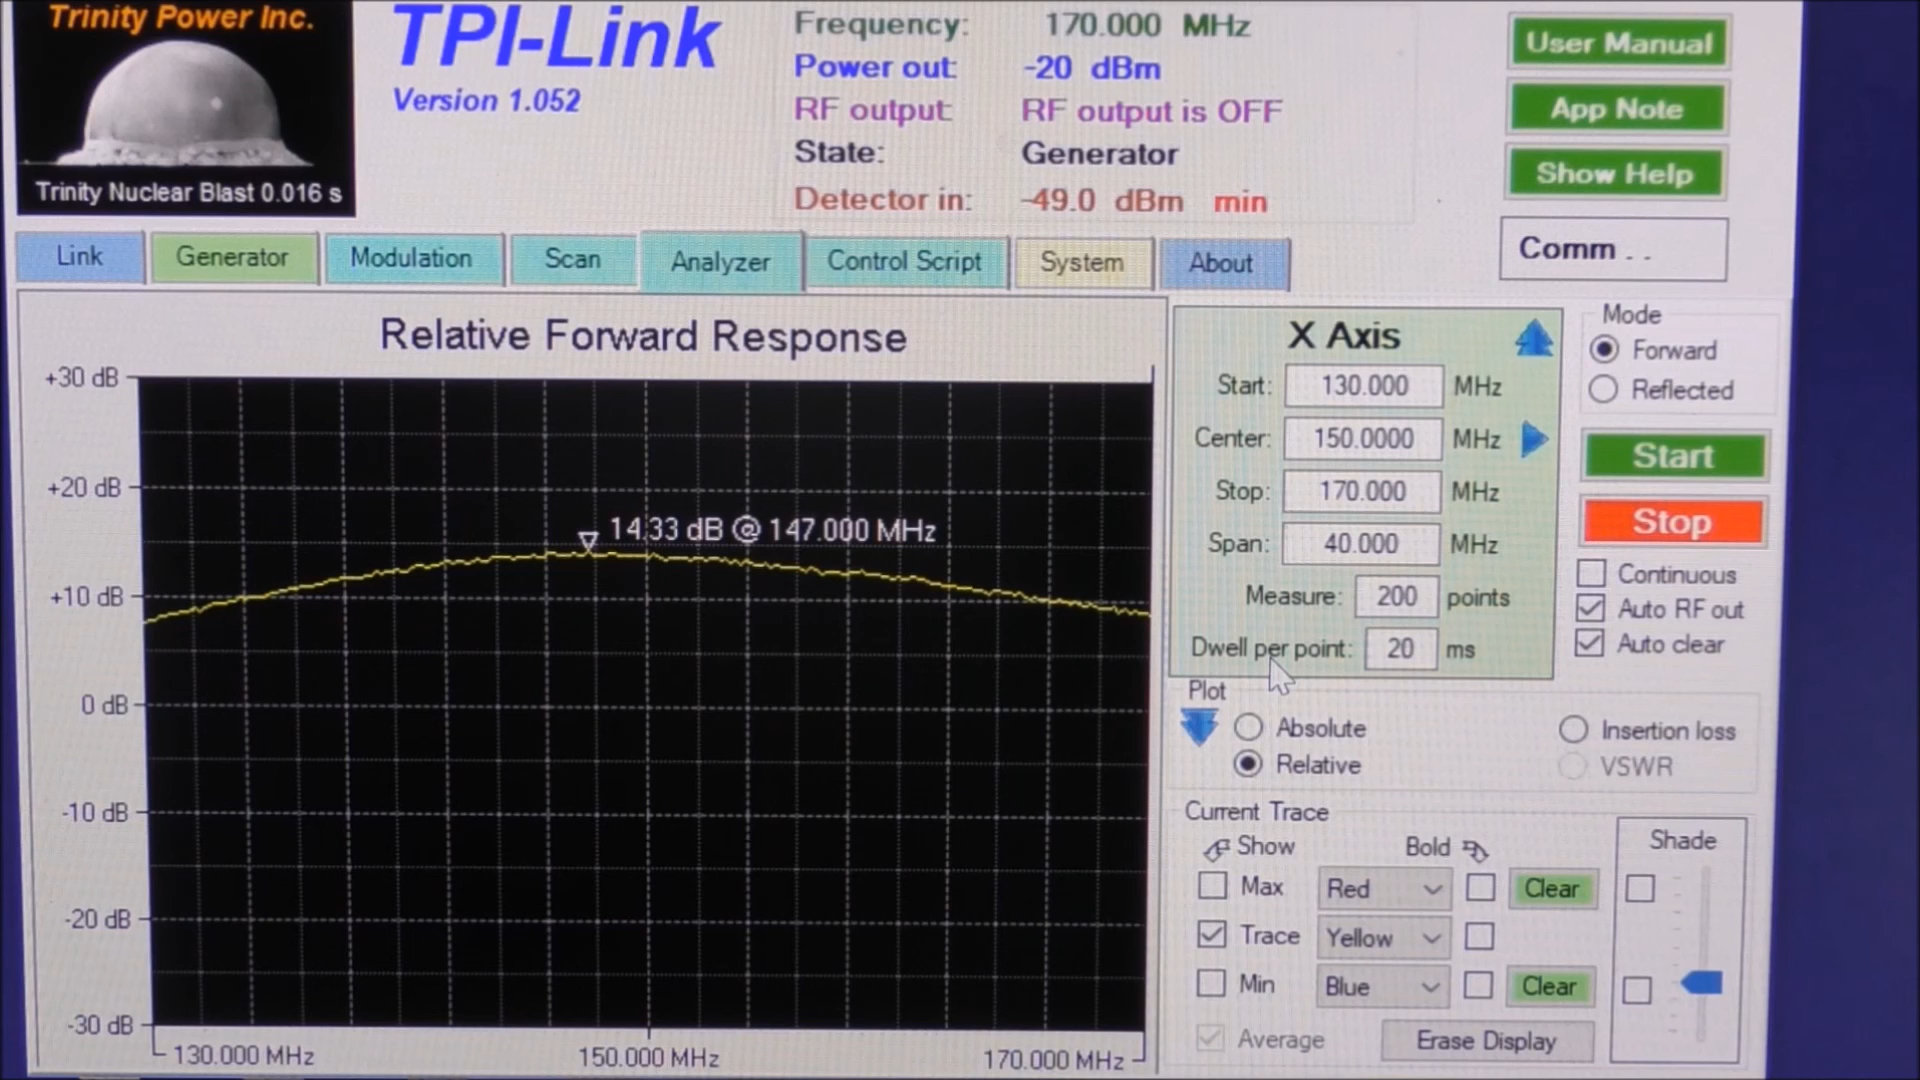 Trinity Power Inc.
Trinity Nuclear Blast 0.016 s
TPI-Link
Version 1.052
Frequency: 170.000 MHz
Power out: -20 dBm
RF output: RF output is OFF
State: Generator
Detector in: -49.0 dBm min
User Manual
App Note
Show Help
Comm . .
Link Generator Modulation Scan Analyzer Control Script System About
Relative Forward Response
+30 dB
+20 dB
+10 dB
0 dB
-10 dB
-20 dB
-30 dB
14.33 dB @ 147.000 MHz
130.000 MHz 150.000 MHz 170.000 MHz
X Axis
Start: 130.000 MHz
Center: 150.0000 MHz
Stop: 170.000 MHz
Span: 40.000 MHz
Measure: 200 points
Dwell per point: 20 ms
Mode
Forward
Reflected
Start
Stop
Continuous
Auto RF out
Auto clear
Plot
Absolute
Relative
Insertion loss
VSWR
Current Trace
Show Bold
Max Red Clear
Trace Yellow
Min Blue Clear
Average Erase Display
Shade